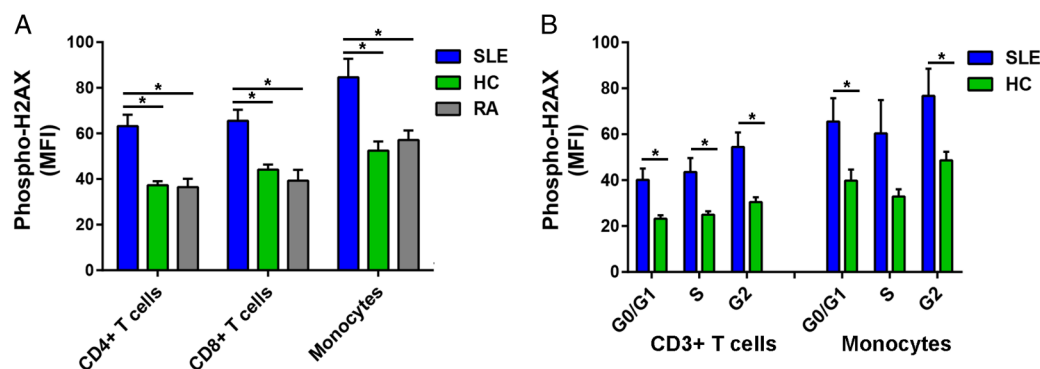 A
Phospho-H2AX
(MFI)
100
80
60
40
20
0
*
*
*
*
*
*
SLE
HC
RA
CD4+ T cells
CD8+ T cells
Monocytes
B
Phospho-H2AX
(MFI)
100
80
60
40
20
0
*
*
*
*
*
SLE
HC
G0/G1
S
G2
G0/G1
S
G2
CD3+ T cells
Monocytes